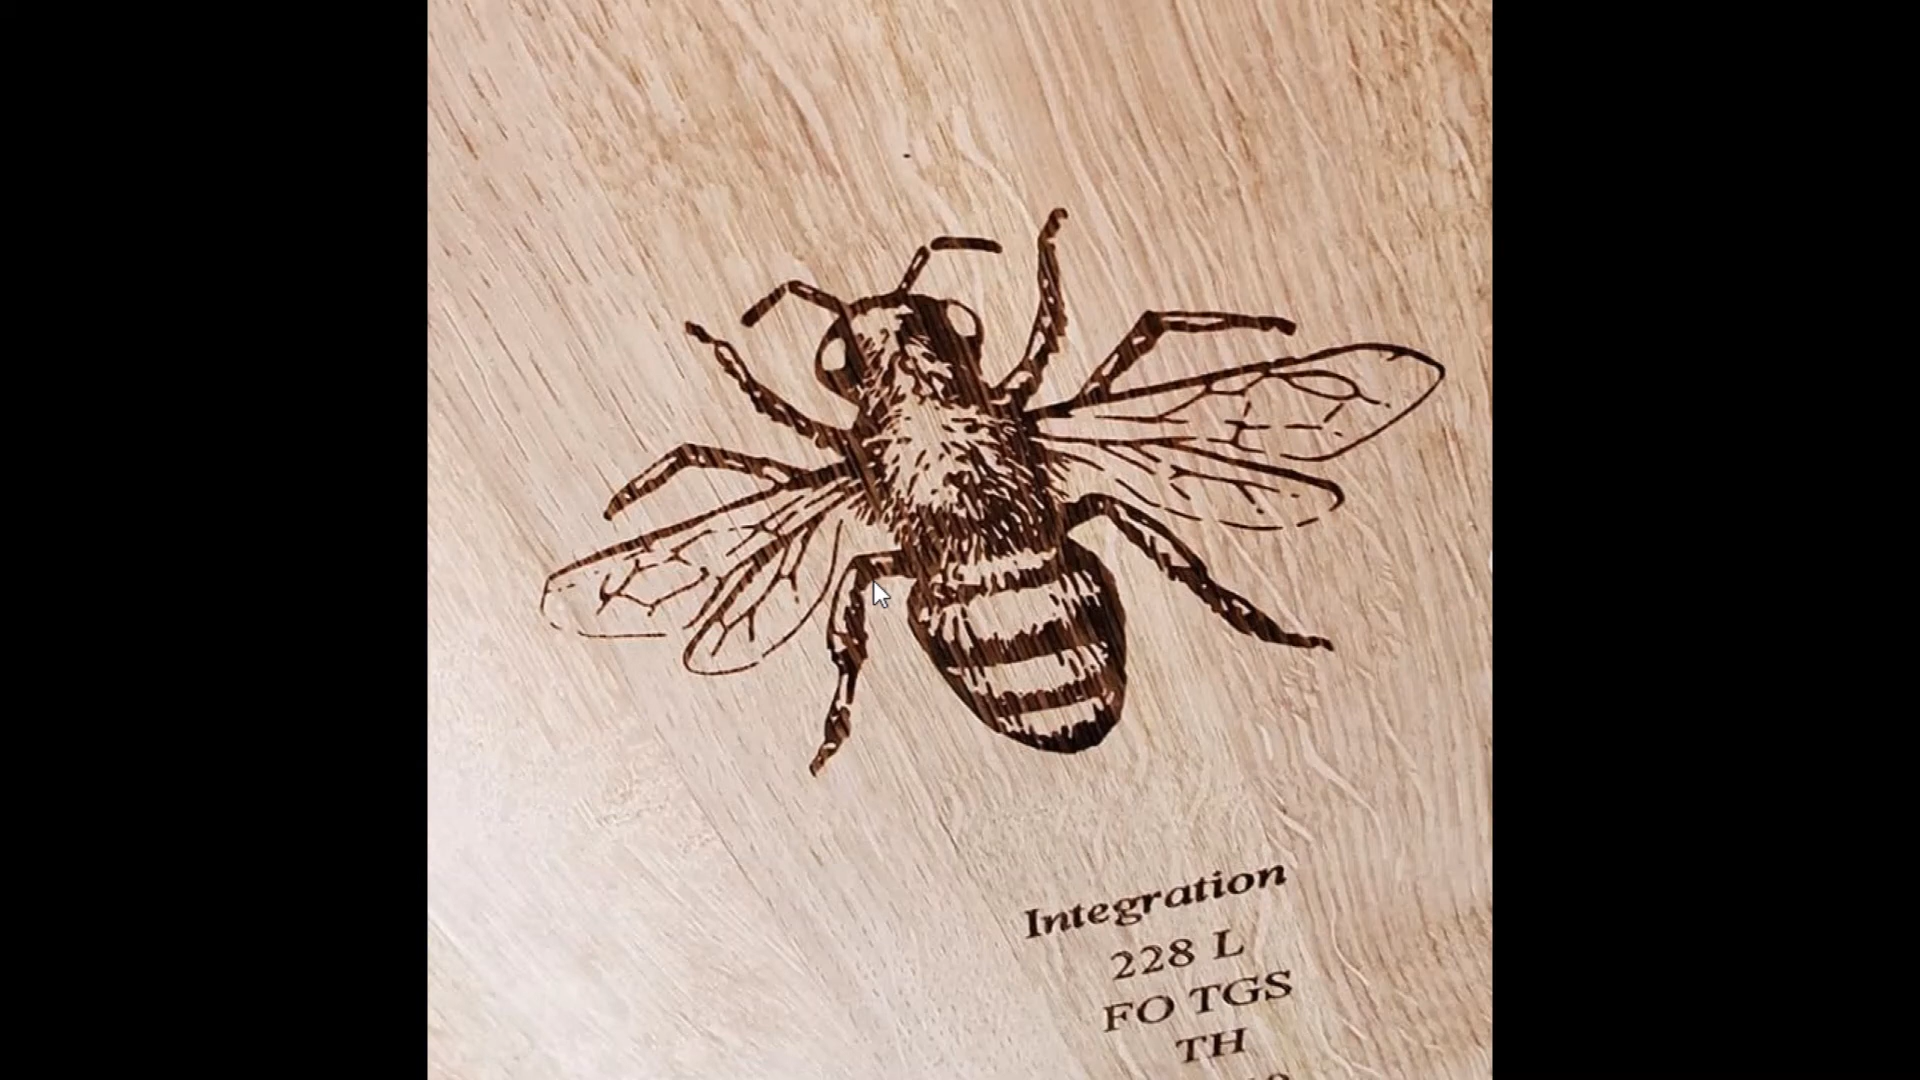 Integration
228 L
FO TGS
TH